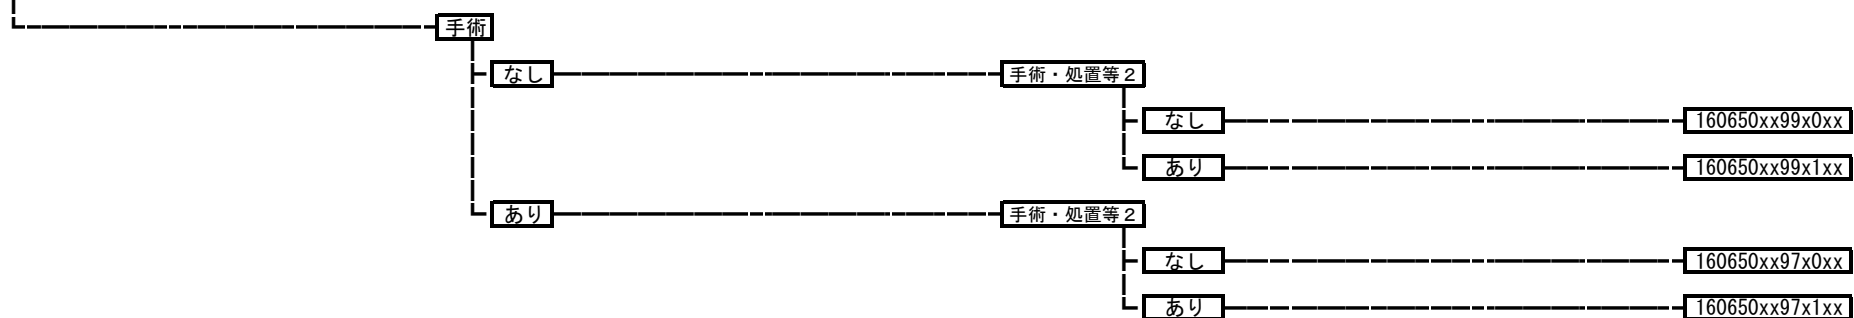 手術
なし 手術・処置等２
なし 160650xx99x0xx
あり 160650xx99x1xx
あり 手術・処置等２
なし 160650xx97x0xx
あり 160650xx97x1xx